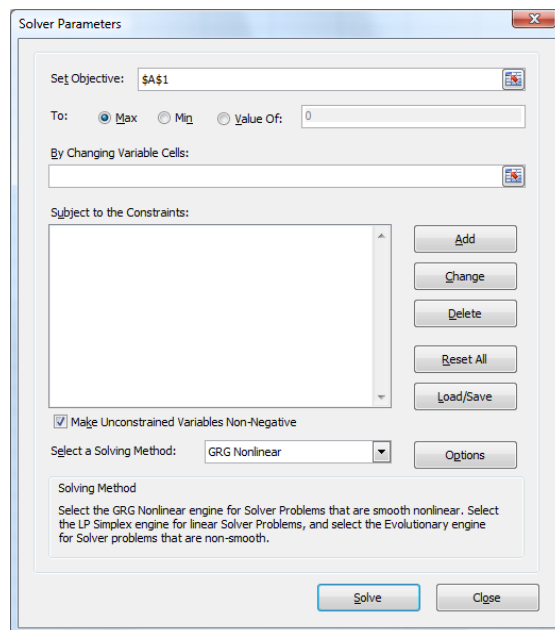 Solver Parameters
Set Objective: $A$1
To: Max Min Value Of: 0
By Changing Variable Cells:
Subject to the Constraints:
Add
Change
Delete
Reset All
Load/Save
Make Unconstrained Variables Non-Negative
Select a Solving Method: GRG Nonlinear Options
Solving Method
Select the GRG Nonlinear engine for Solver Problems that are smooth nonlinear. Select
the LP Simplex engine for linear Solver Problems, and select the Evolutionary engine
for Solver problems that are non-smooth.
Solve Close